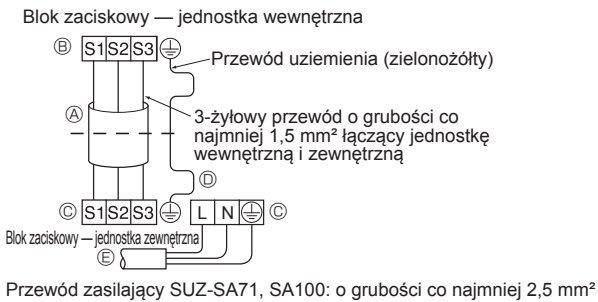 Blok zaciskowy — jednostka wewnętrzna
Ⓑ S1 S2 S3
Przewód uziemienia (zielonożółty)
Ⓐ
3-żyłowy przewód o grubości co
najmniej 1,5 mm² łączący jednostkę
wewnętrzną i zewnętrzną
Ⓓ
Ⓒ S1 S2 S3 L N Ⓒ
Blok zaciskowy — jednostka zewnętrzna
Ⓔ
Przewód zasilający SUZ-SA71, SA100: o grubości co najmniej 2,5 mm²